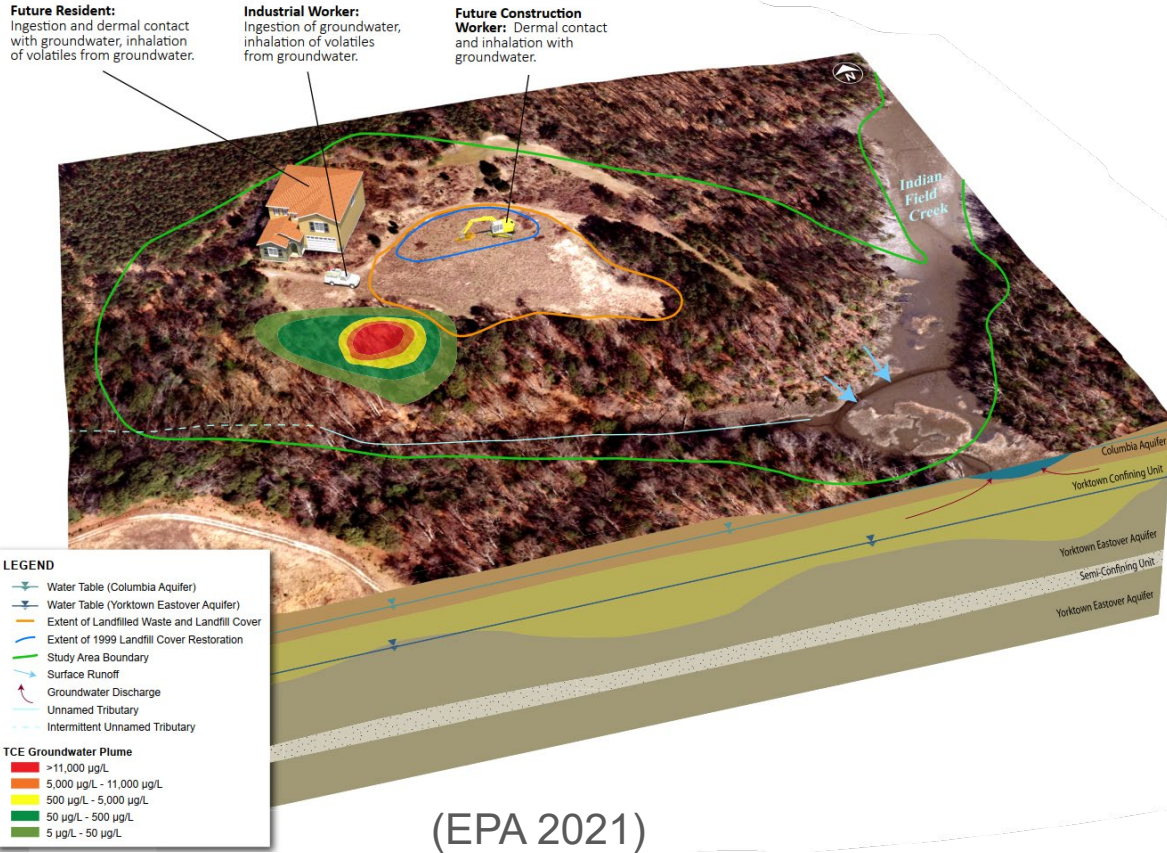 Future Resident:
Ingestion and dermal contact
with groundwater, inhalation
of volatiles from groundwater.
Industrial Worker:
Ingestion of groundwater,
inhalation of volatiles
from groundwater.
Future Construction
Worker: Dermal contact
and inhalation with
groundwater.
N
Indian
Field
Creek
Columbia Aquifer
Yorktown Confining Unit
Yorktown Eastover Aquifer
Semi-Confining Unit
Yorktown Eastover Aquifer
LEGEND
Water Table (Columbia Aquifer)
Water Table (Yorktown Eastover Aquifer)
Extent of Landfilled Waste and Landfill Cover
Extent of 1999 Landfill Cover Restoration
Study Area Boundary
Surface Runoff
Groundwater Discharge
Unnamed Tributary
Intermittent Unnamed Tributary
TCE Groundwater Plume
>11,000 µg/L
5,000 µg/L - 11,000 µg/L
500 µg/L - 5,000 µg/L
50 µg/L - 500 µg/L
5 µg/L - 50 µg/L
(EPA 2021)